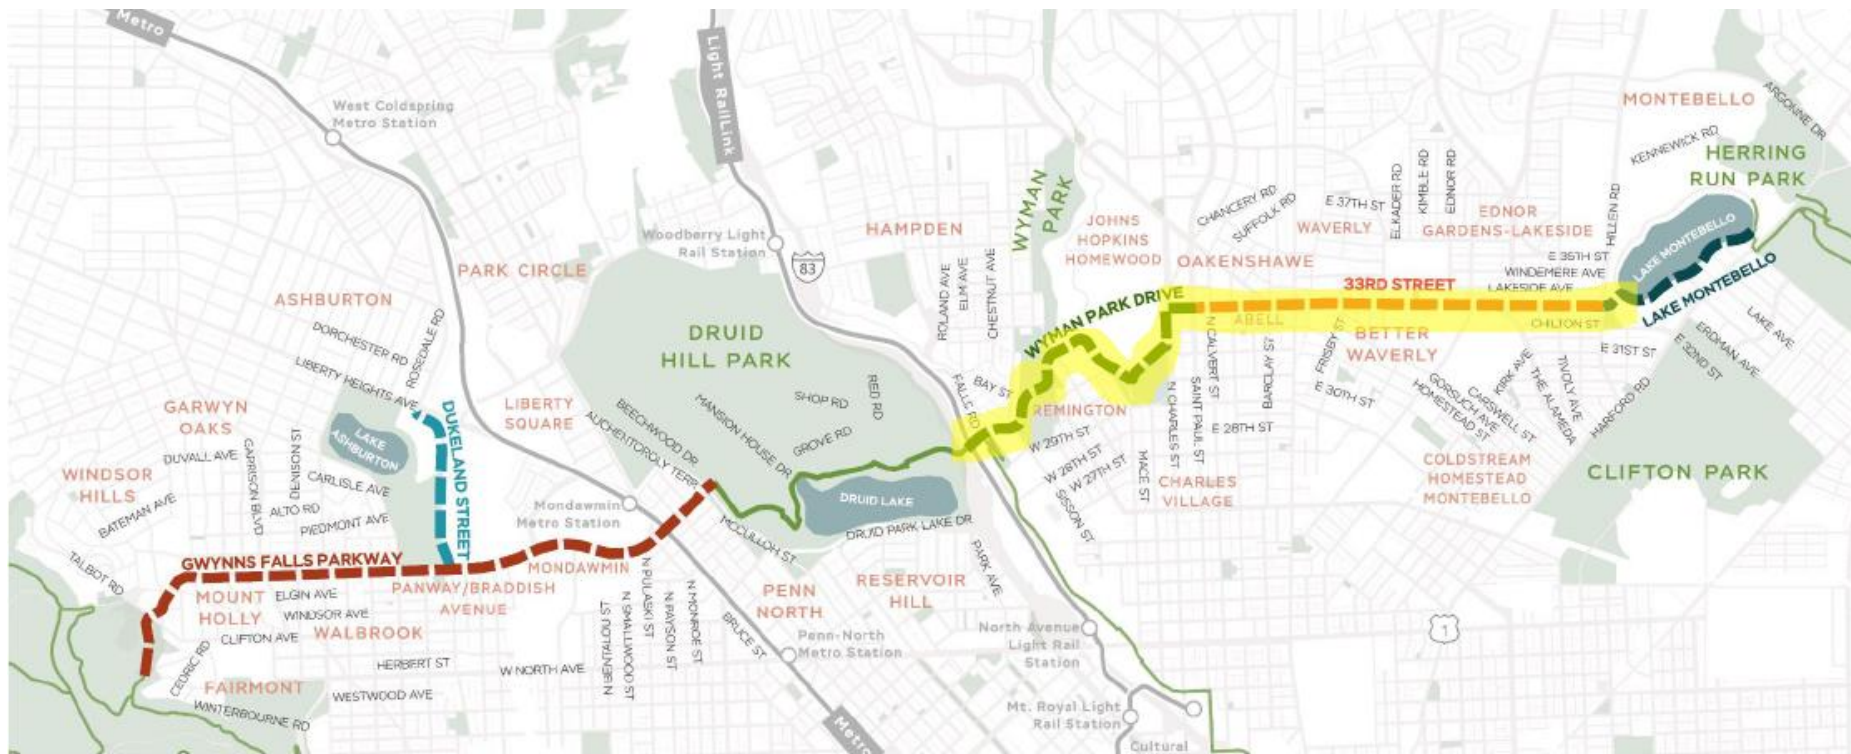 Metro
West Coldspring
Metro Station
Light RailLink
Woodberry Light
Rail Station
83
HAMPDEN
PARK CIRCLE
ASHBURTON
DORCHESTER RD
ROSEDALE RD
LIBERTY HEIGHTS AVE
DRUID
HILL PARK
LIBERTY
SQUARE
GARWYN
OAKS
LAKE
ASHBURTON
DUKELAND STREET
DUVALL AVE
GARRISON BLVD
DENISON ST
CARLISLE AVE
ALTO RD
PIEDMONT AVE
WINDSOR
HILLS
BATEMAN AVE
TALBOT RD
GWYNNS FALLS PARKWAY
MOUNT
HOLLY
ELGIN AVE
WINDSOR AVE
CLIFTON AVE
WALBROOK
CEDRIC RD
FAIRMONT
WINTERBOURNE RD
HERBERT ST
WESTWOOD AVE
W NORTH AVE
PANWAY/BRADDISH
AVENUE
MONDAWMIN
Mondawmin
Metro Station
AUCHENTOROLY TERR
BEECHWOOD DR
MANSION HOUSE DR
SHOP RD
GROVE RD
RED RD
DRUID LAKE
DRUID PARK LAKE DR
MCCULLOH ST
N BENTALOU ST
N SMALLWOOD ST
N PULASKI ST
N PAYSON ST
N MONROE ST
BRUCE ST
PENN
NORTH
RESERVOIR
HILL
PARK AVE
Penn-North
Metro Station
Metro
North Avenue
Light Rail
Station
Mt. Royal Light
Rail Station
Cultural
WYMAN
PARK
ROLAND AVE
ELM AVE
CHESTNUT AVE
FALLS RD
BAY ST
WYMAN PARK DRIVE
REMINGTON
W 29TH ST
W 28TH ST
W 27TH ST
SISSON ST
MACE ST
N CHARLES ST
SAINT PAUL ST
N CALVERT ST
CHARLES
VILLAGE
JOHNS
HOPKINS
HOMEWOOD
OAKENSHAWE
CHANCERY RD
SUFFOLK RD
WAVERLY
E 37TH ST
ELKADER RD
KIMBLE RD
EDNOR RD
EDNOR
GARDENS-LAKESIDE
33RD STREET
ABELL
BARCLAY ST
E 28TH ST
FRISBY ST
E 30TH ST
BETTER
WAVERLY
E 35TH ST
WINDEMERE AVE
LAKESIDE AVE
HILLEN RD
CHILTON ST
E 31ST ST
HOMESTEAD ST
GORSUCH AVE
CARSWELL ST
KIRK AVE
THE ALAMEDA
TIVOLY AVE
HARFORD RD
COLDSTREAM
HOMESTEAD
MONTEBELLO
CLIFTON PARK
E 32ND ST
ERDMAN AVE
LAKE AVE
LAKE MONTEBELLO
LAKE MONTEBELLO
MONTEBELLO
KENNEWICK RD
ARGONNE DR
HERRING
RUN PARK
1